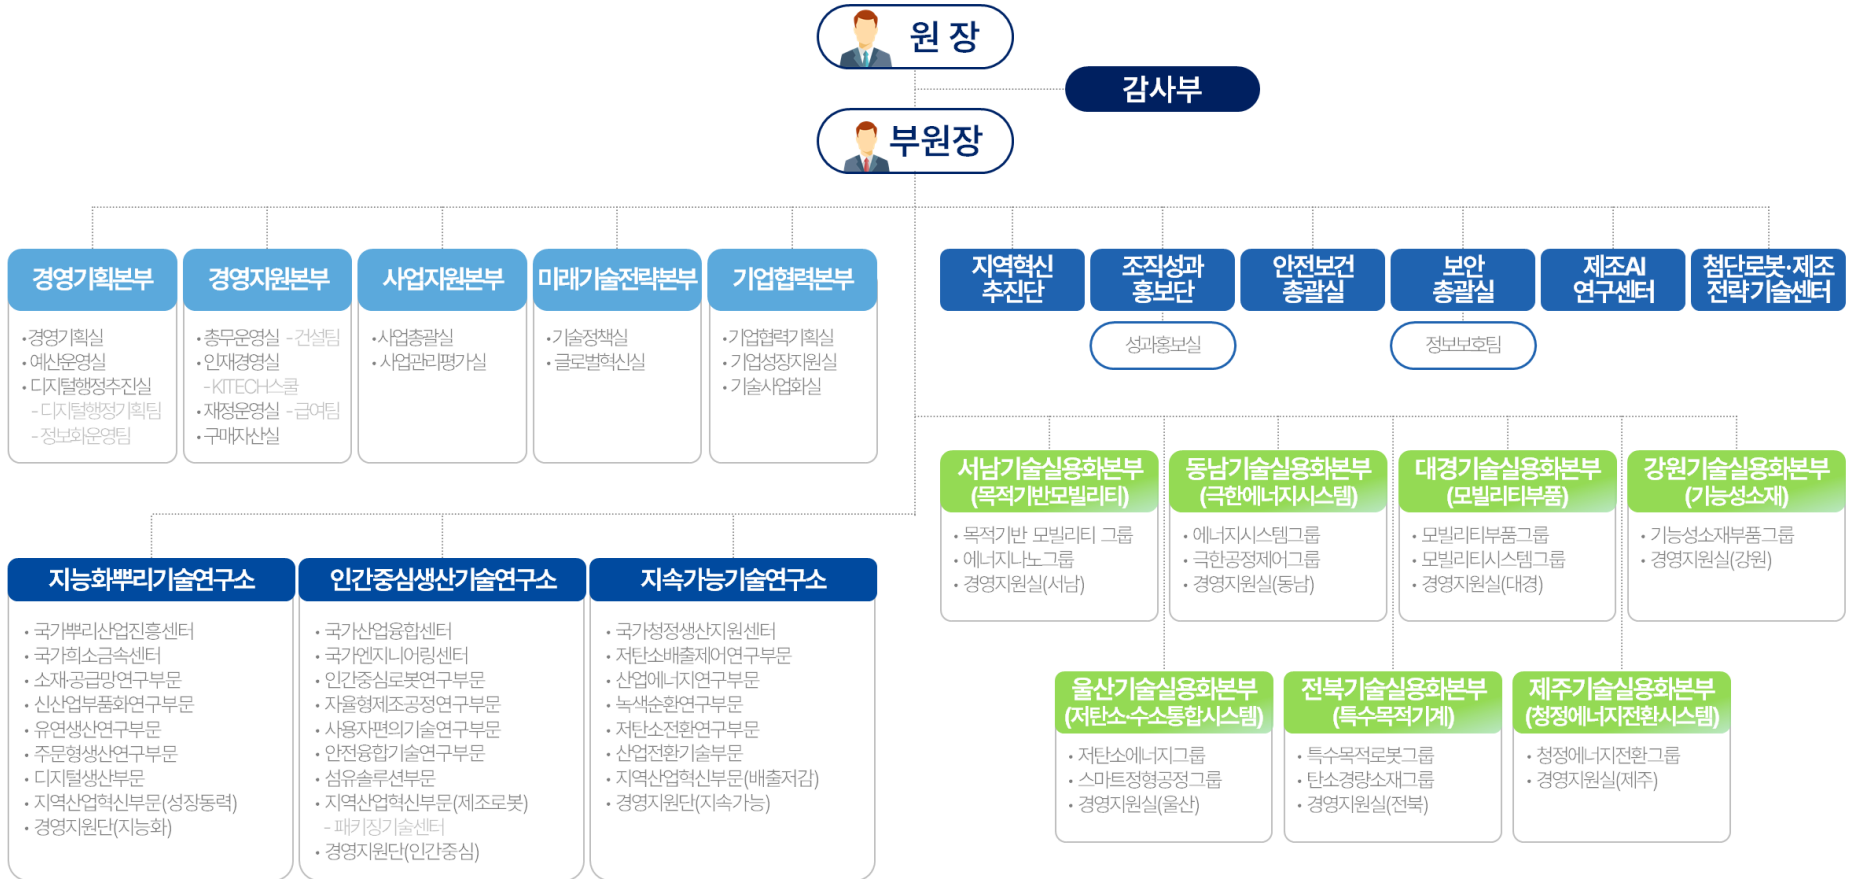 원 장
감사부
부원장
경영기획본부
• 경영기획실
• 예산운영실
• 디지털행정추진실
- 디지털행정기획팀
- 정보화운영팀
경영지원본부
• 총무운영실 - 건설팀
• 인재경영실
- KITECH스쿨
• 재정운영실 - 급여팀
• 구매자산실
사업지원본부
• 사업총괄실
• 사업관리평가실
미래기술전략본부
• 기술정책실
• 글로벌혁신실
기업협력본부
• 기업협력기획실
• 기업성장지원실
• 기술사업화실
지역혁신
추진단
조직성과
홍보단
성과홍보실
안전보건
총괄실
보안
총괄실
정보보호팀
제조AI
연구센터
첨단로봇·제조
전략 기술센터
서남기술실용화본부
(목적기반모빌리티)
• 목적기반 모빌리티 그룹
• 에너지나노그룹
• 경영지원실(서남)
동남기술실용화본부
(극한에너지시스템)
• 에너지시스템그룹
• 극한공정제어그룹
• 경영지원실(동남)
대경기술실용화본부
(모빌리티부품)
• 모빌리티부품그룹
• 모빌리티시스템그룹
• 경영지원실(대경)
강원기술실용화본부
(기능성소재)
• 기능성소재부품그룹
• 경영지원실(강원)
지능화뿌리기술연구소
• 국가뿌리산업진흥센터
• 국가희소금속센터
• 소재·공급망연구부문
• 신산업부품화연구부문
• 유연생산연구부문
• 주문형생산연구부문
• 디지털생산부문
• 지역산업혁신부문(성장동력)
• 경영지원단(지능화)
인간중심생산기술연구소
• 국가산업융합센터
• 국가엔지니어링센터
• 인간중심로봇연구부문
• 자율형제조공정연구부문
• 사용자편의기술연구부문
• 안전융합기술연구부문
• 섬유솔루션부문
• 지역산업혁신부문(제조로봇)
- 패키징기술센터
• 경영지원단(인간중심)
지속가능기술연구소
• 국가청정생산지원센터
• 저탄소배출제어연구부문
• 산업에너지연구부문
• 녹색순환연구부문
• 저탄소전환연구부문
• 산업전환기술부문
• 지역산업혁신부문(배출저감)
• 경영지원단(지속가능)
울산기술실용화본부
(저탄소·수소통합시스템)
• 저탄소에너지그룹
• 스마트정형공정그룹
• 경영지원실(울산)
전북기술실용화본부
(특수목적기계)
• 특수목적로봇그룹
• 탄소경량소재그룹
• 경영지원실(전북)
제주기술실용화본부
(청정에너지전환시스템)
• 청정에너지전환그룹
• 경영지원실(제주)